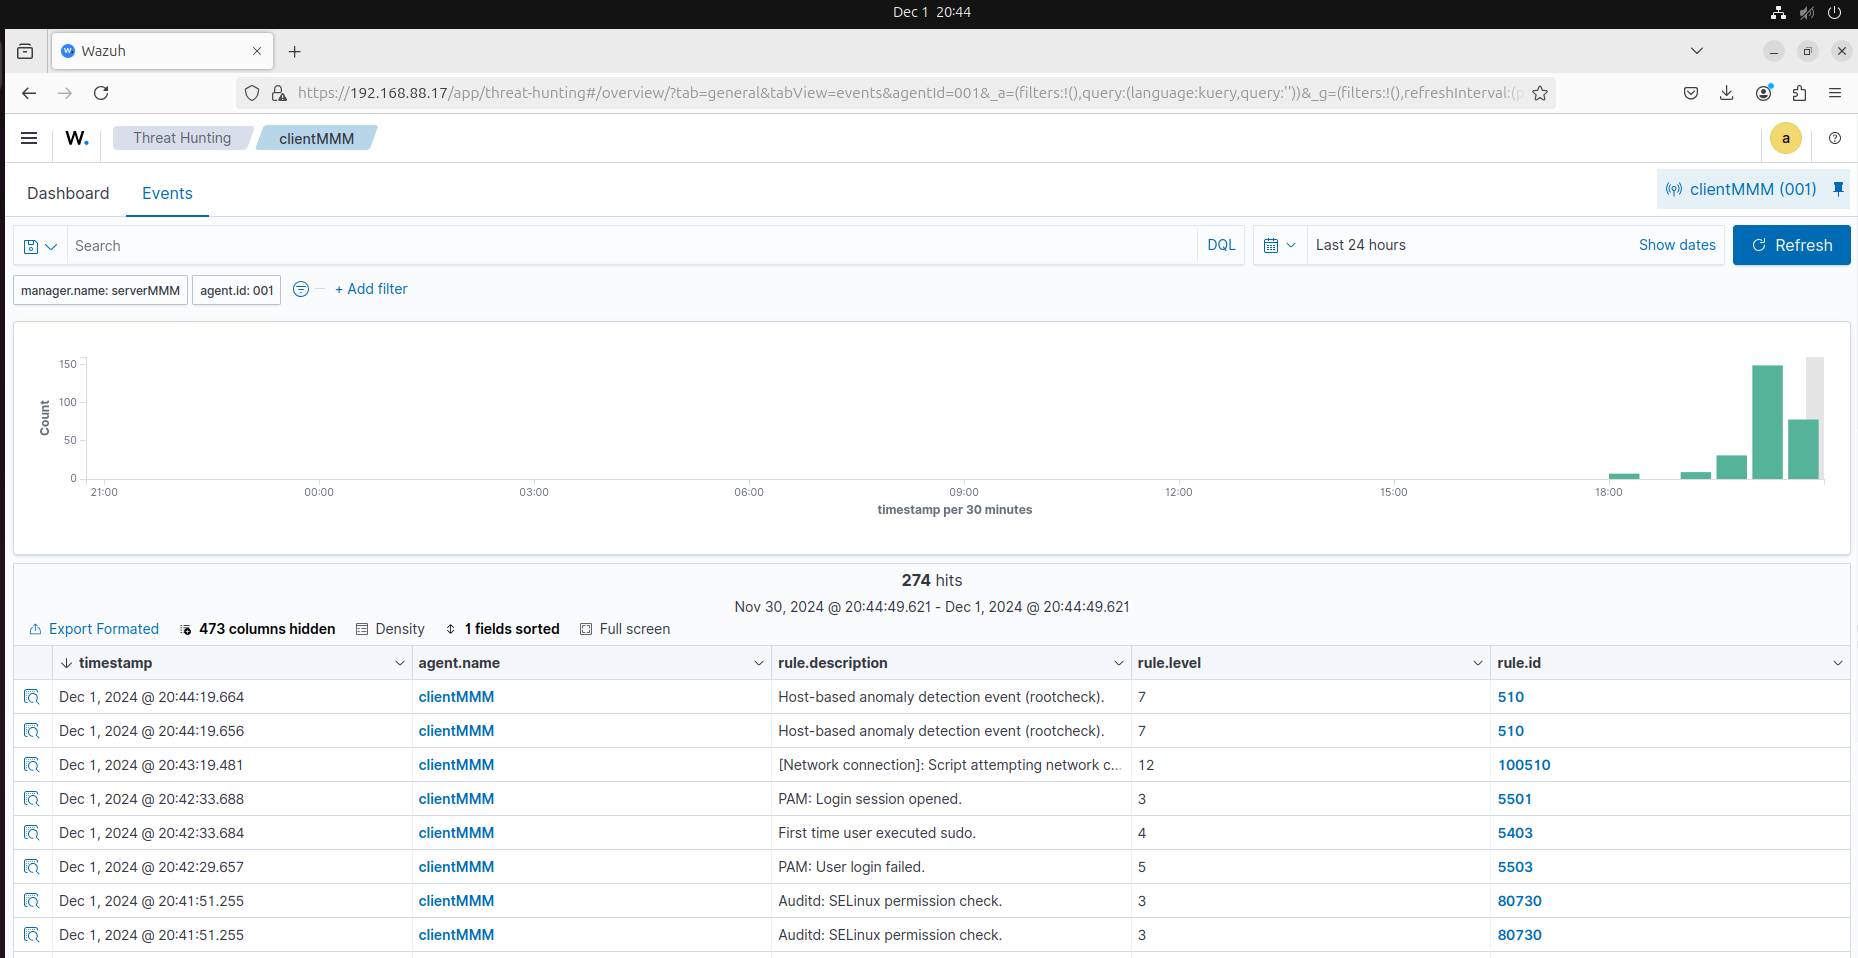 Dec 1 20:44
Wazuh
https://192.168.88.17/app/threat-hunting#/overview/?tab=general&tabView=events&agentId=001&_a=(filters:!(),query:(language:kuery,query:''))&_g=(filters:!(),refreshInterval:(p
W. Threat Hunting clientMMM a
Dashboard Events clientMMM (001)
Search DQL Last 24 hours Show dates Refresh
manager.name: serverMMM agent.id: 001 + Add filter
150
100
50
0
Count
21:00 00:00 03:00 06:00 09:00 12:00 15:00 18:00
timestamp per 30 minutes
274 hits
Nov 30, 2024 @ 20:44:49.621 - Dec 1, 2024 @ 20:44:49.621
Export Formated 473 columns hidden Density 1 fields sorted Full screen
timestamp agent.name rule.description rule.level rule.id
Dec 1, 2024 @ 20:44:19.664 clientMMM Host-based anomaly detection event (rootcheck). 7 510
Dec 1, 2024 @ 20:44:19.656 clientMMM Host-based anomaly detection event (rootcheck). 7 510
Dec 1, 2024 @ 20:43:19.481 clientMMM [Network connection]: Script attempting network c... 12 100510
Dec 1, 2024 @ 20:42:33.688 clientMMM PAM: Login session opened. 3 5501
Dec 1, 2024 @ 20:42:33.684 clientMMM First time user executed sudo. 4 5403
Dec 1, 2024 @ 20:42:29.657 clientMMM PAM: User login failed. 5 5503
Dec 1, 2024 @ 20:41:51.255 clientMMM Auditd: SELinux permission check. 3 80730
Dec 1, 2024 @ 20:41:51.255 clientMMM Auditd: SELinux permission check. 3 80730